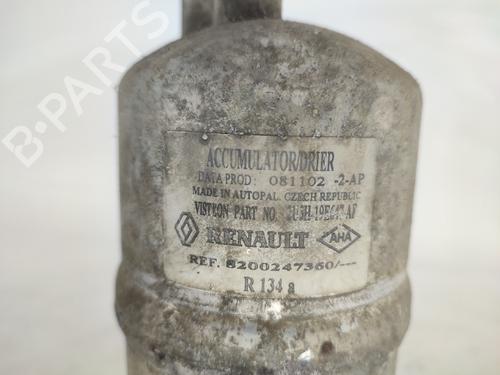 B-PARTS
ACCUMULATOR/DRIER
DATA PROD: 081102 -2-AP
MADE IN AUTOPAL, CZECH REPUBLIC
VISTEON PART NO.
RENAULT AHA
REF. 8200247360/---
R 134 a